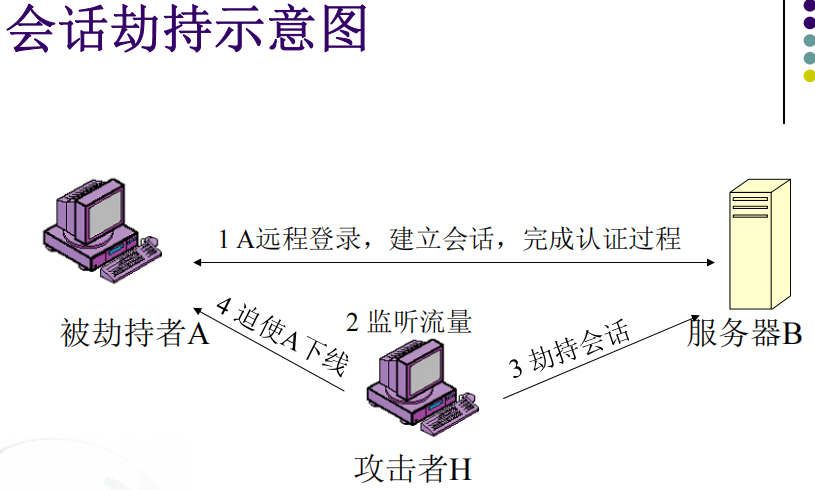 会话劫持示意图
1 A远程登录，建立会话，完成认证过程
被劫持者A
4 迫使A下线
2 监听流量
3 劫持会话
服务器B
攻击者H